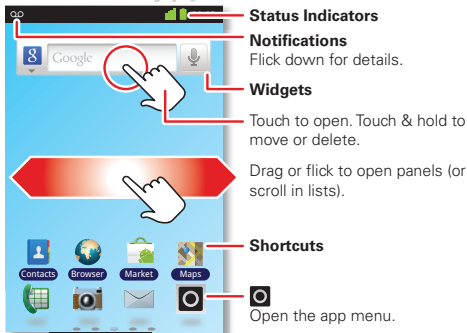 Status Indicators
Notifications
Flick down for details.
8 Google
Widgets
Touch to open. Touch & hold to
move or delete.
Drag or flick to open panels (or
scroll in lists).
Shortcuts
Contacts Browser Market Maps
Open the app menu.